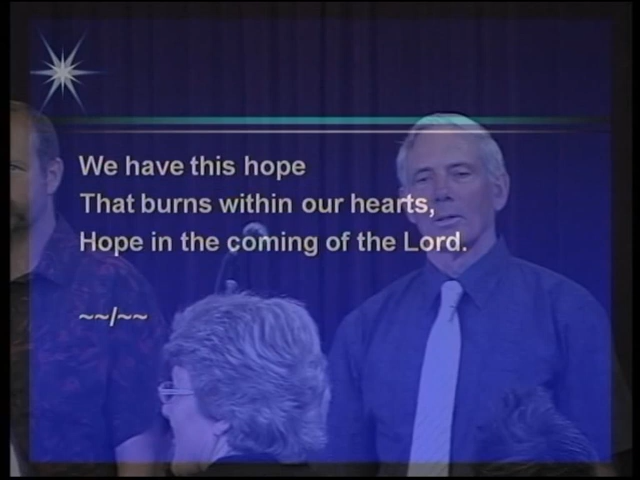 We have this hope
That burns within our hearts,
Hope in the coming of the Lord.
~~/~~